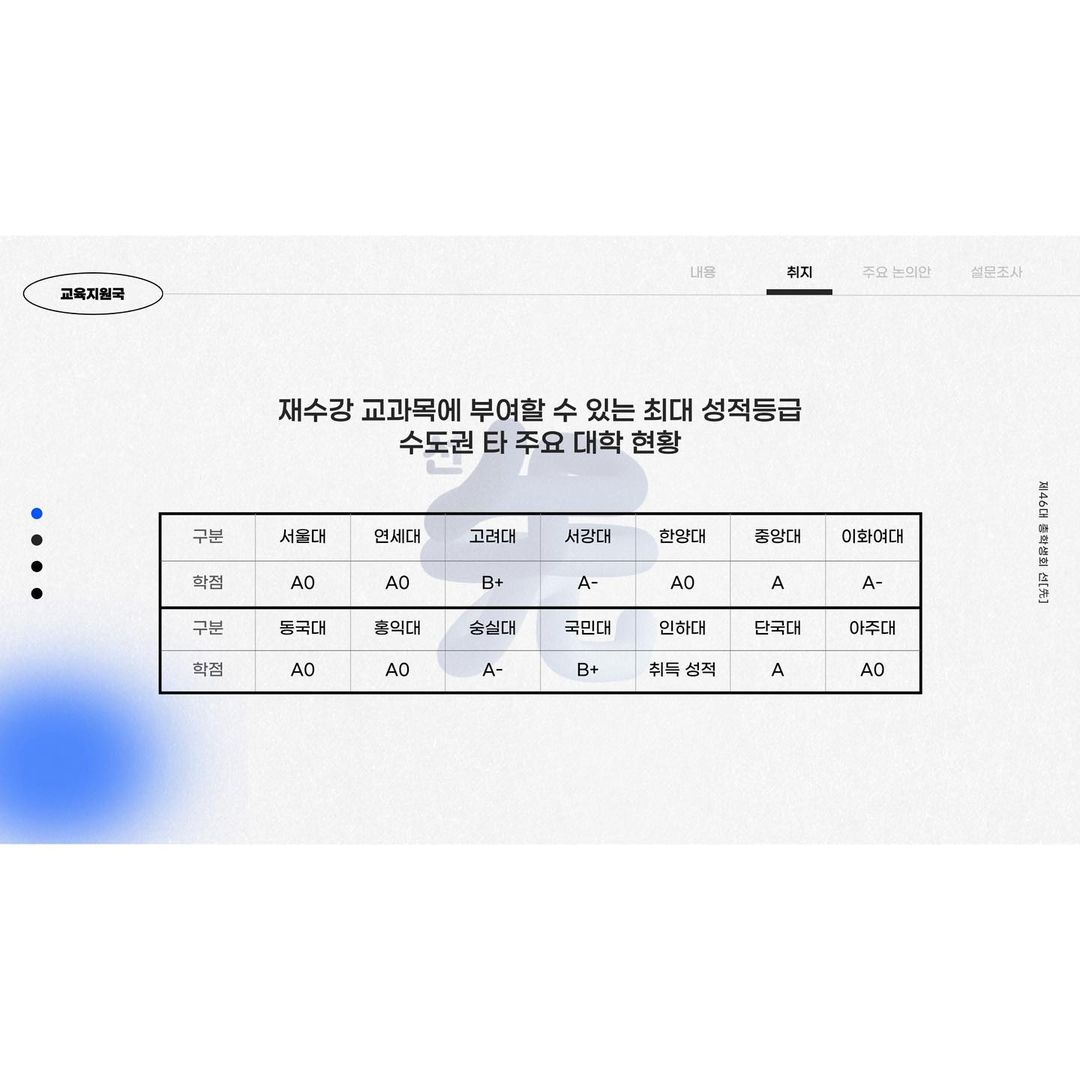 내용 취지 주요 논의안 설문조사
교육지원국
재수강 교과목에 부여할 수 있는 최대 성적등급
수도권 타 주요 대학 현황
선
先
구분 서울대 연세대 고려대 서강대 한양대 중앙대 이화여대
학점 A0 A0 B+ A- A0 A A-
구분 동국대 홍익대 숭실대 국민대 인하대 단국대 아주대
학점 A0 A0 A- B+ 취득 성적 A A0
제46대 총학생회 선[先]